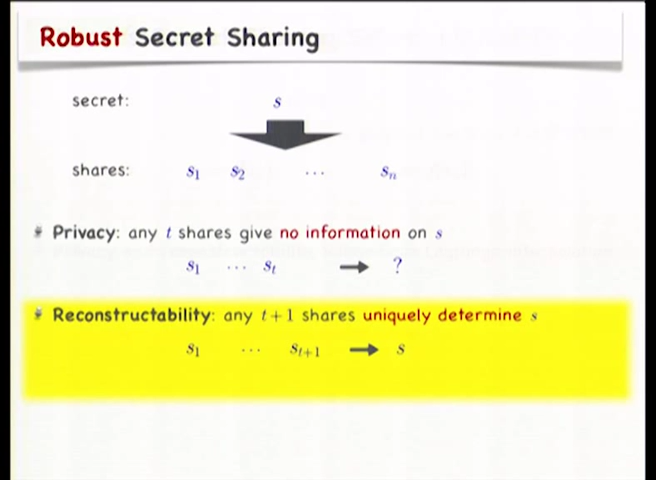 Robust Secret Sharing
secret: s
shares: s₁ s₂ ⋯ sₙ
Privacy: any t shares give no information on s
s₁ ⋯ sₜ → ?
Reconstructability: any t+1 shares uniquely determine s
s₁ ⋯ sₜ₊₁ → s